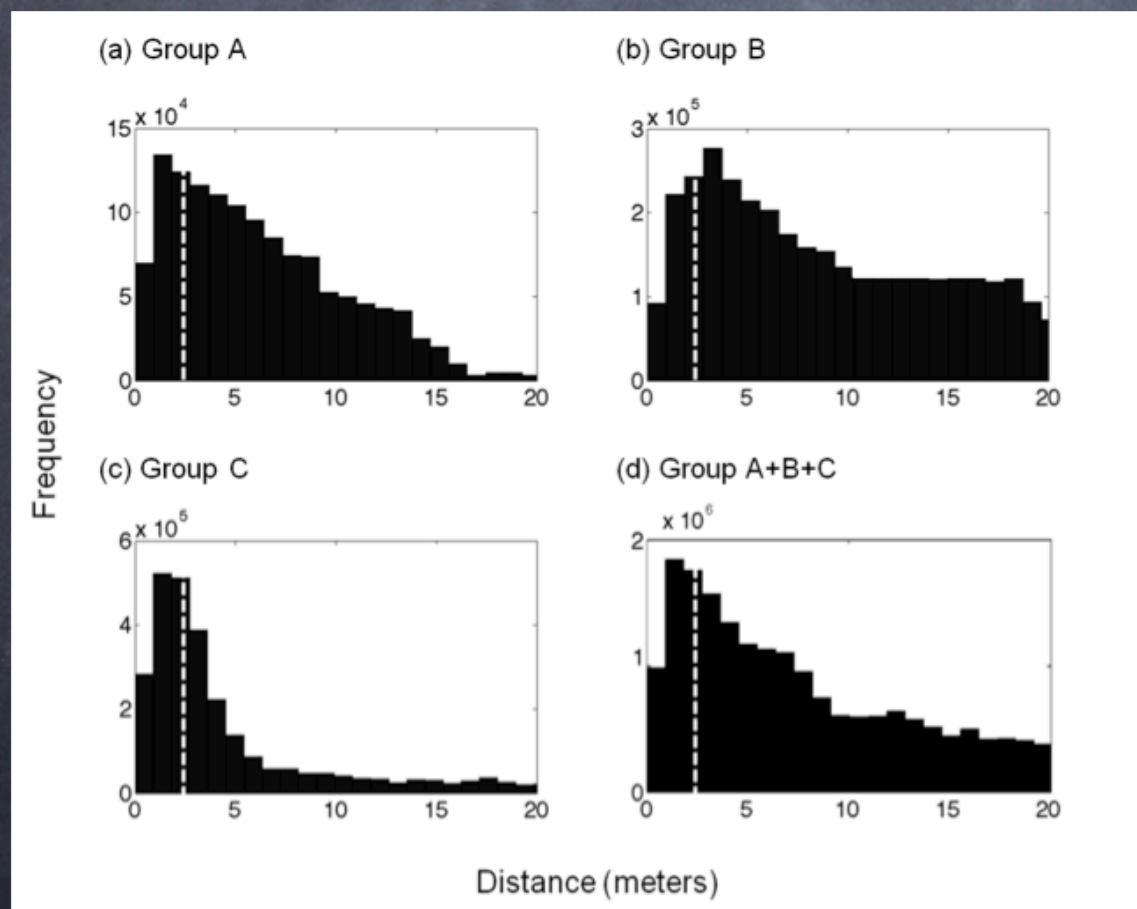 (a) Group A
(b) Group B
x 10^4
15
10
5
0
0 5 10 15 20
x 10^5
3
2
1
0
0 5 10 15 20
Frequency
(c) Group C
(d) Group A+B+C
x 10^5
6
4
2
0
0 5 10 15 20
x 10^6
2
1
0
0 5 10 15 20
Distance (meters)